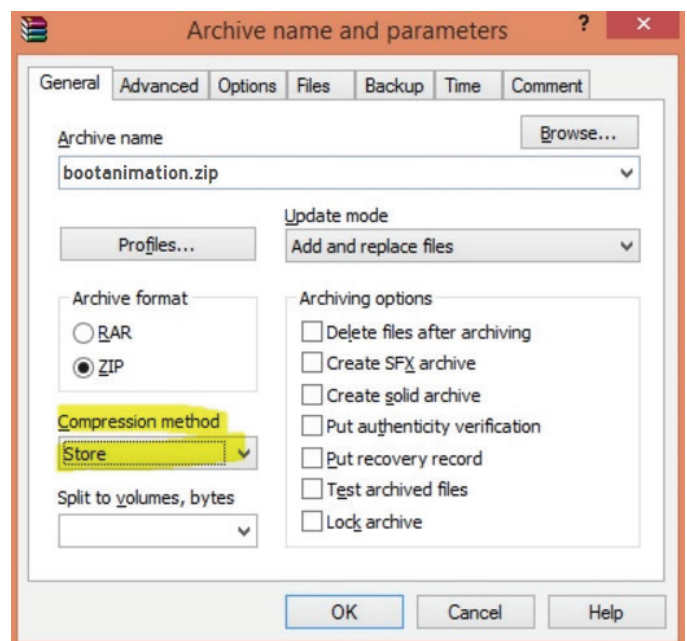 Archive name and parameters ?
General Advanced Options Files Backup Time Comment
Archive name
Browse...
bootanimation.zip
Update mode
Profiles...
Add and replace files
Archive format
RAR
ZIP
Compression method
Store
Split to volumes, bytes
Archiving options
Delete files after archiving
Create SFX archive
Create solid archive
Put authenticity verification
Put recovery record
Test archived files
Lock archive
OK Cancel Help